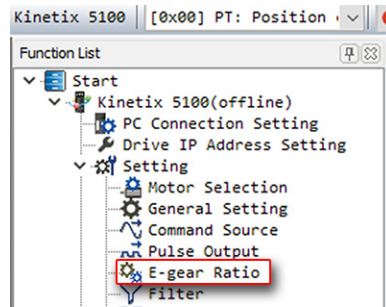 Kinetix 5100 [0x00] PT: Position
Function List
Start
Kinetix 5100(offline)
PC Connection Setting
Drive IP Address Setting
Setting
Motor Selection
General Setting
Command Source
Pulse Output
E-gear Ratio
Filter